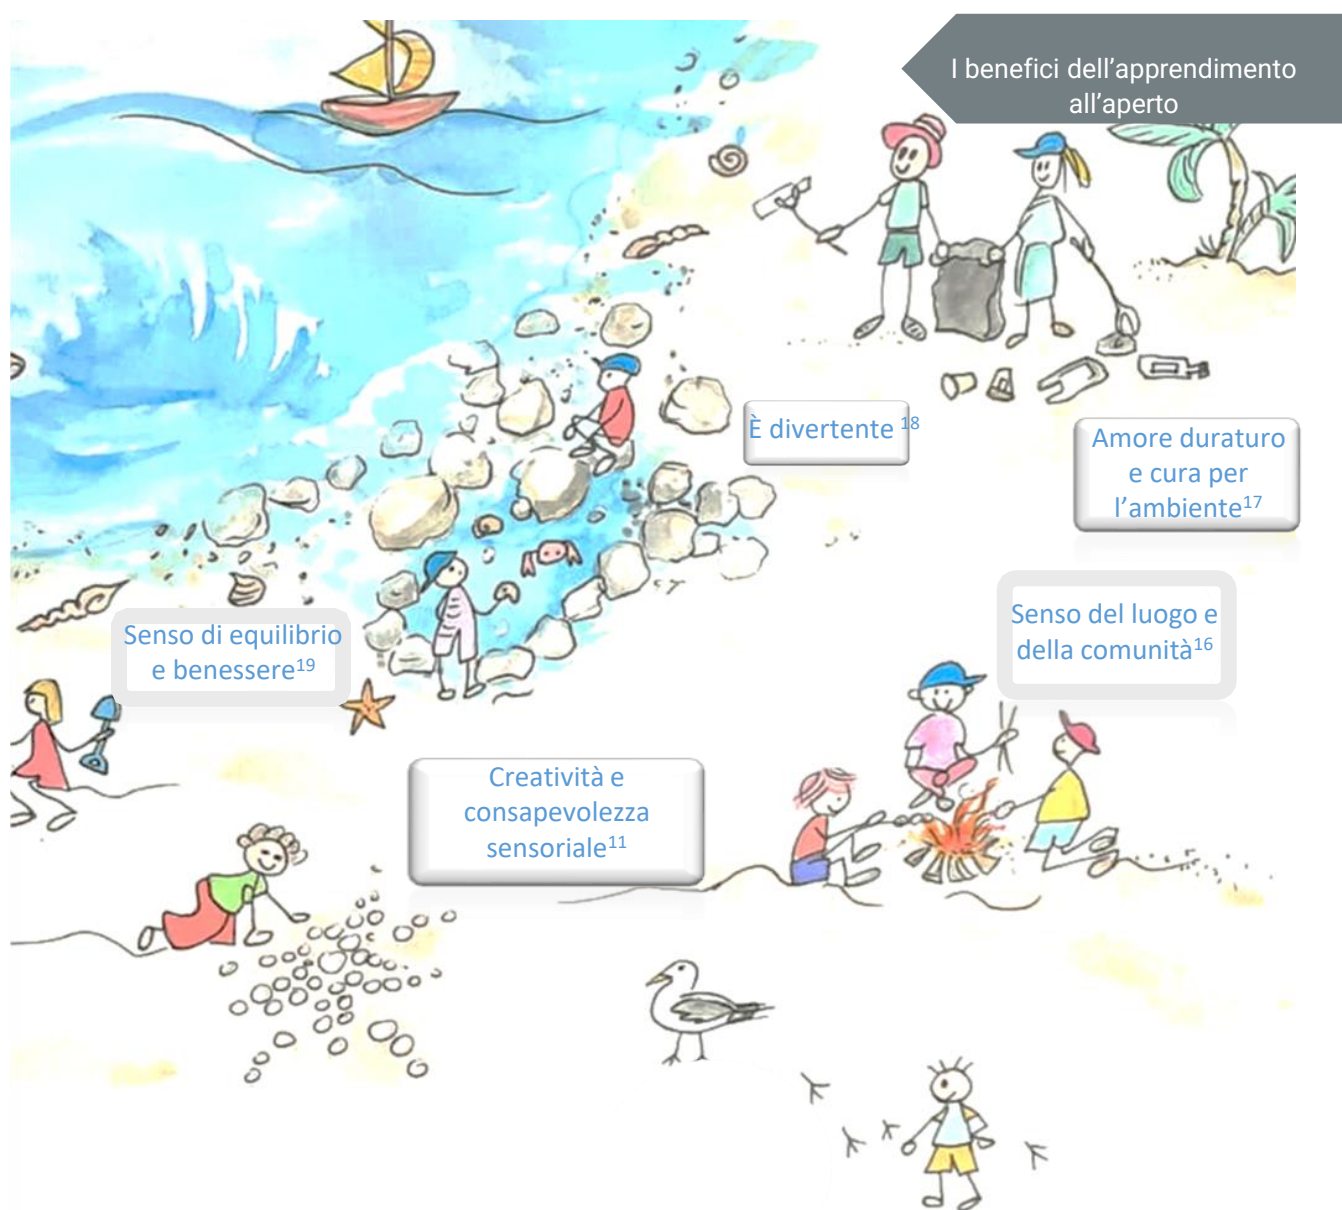 I benefici dell’apprendimento
all’aperto
È divertente 18
Amore duraturo
e cura per
l’ambiente17
Senso del luogo e
della comunità16
Senso di equilibrio
e benessere19
Creatività e
consapevolezza
sensoriale11